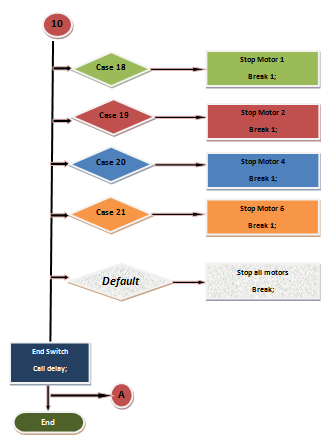 10
Case 18
Stop Motor 1
Break 1;
Case 19
Stop Motor 2
Break 1;
Case 20
Stop Motor 4
Break 1;
Case 21
Stop Motor 6
Break 1;
Default
Stop all motors
Break;
End Switch
Call delay;
A
End